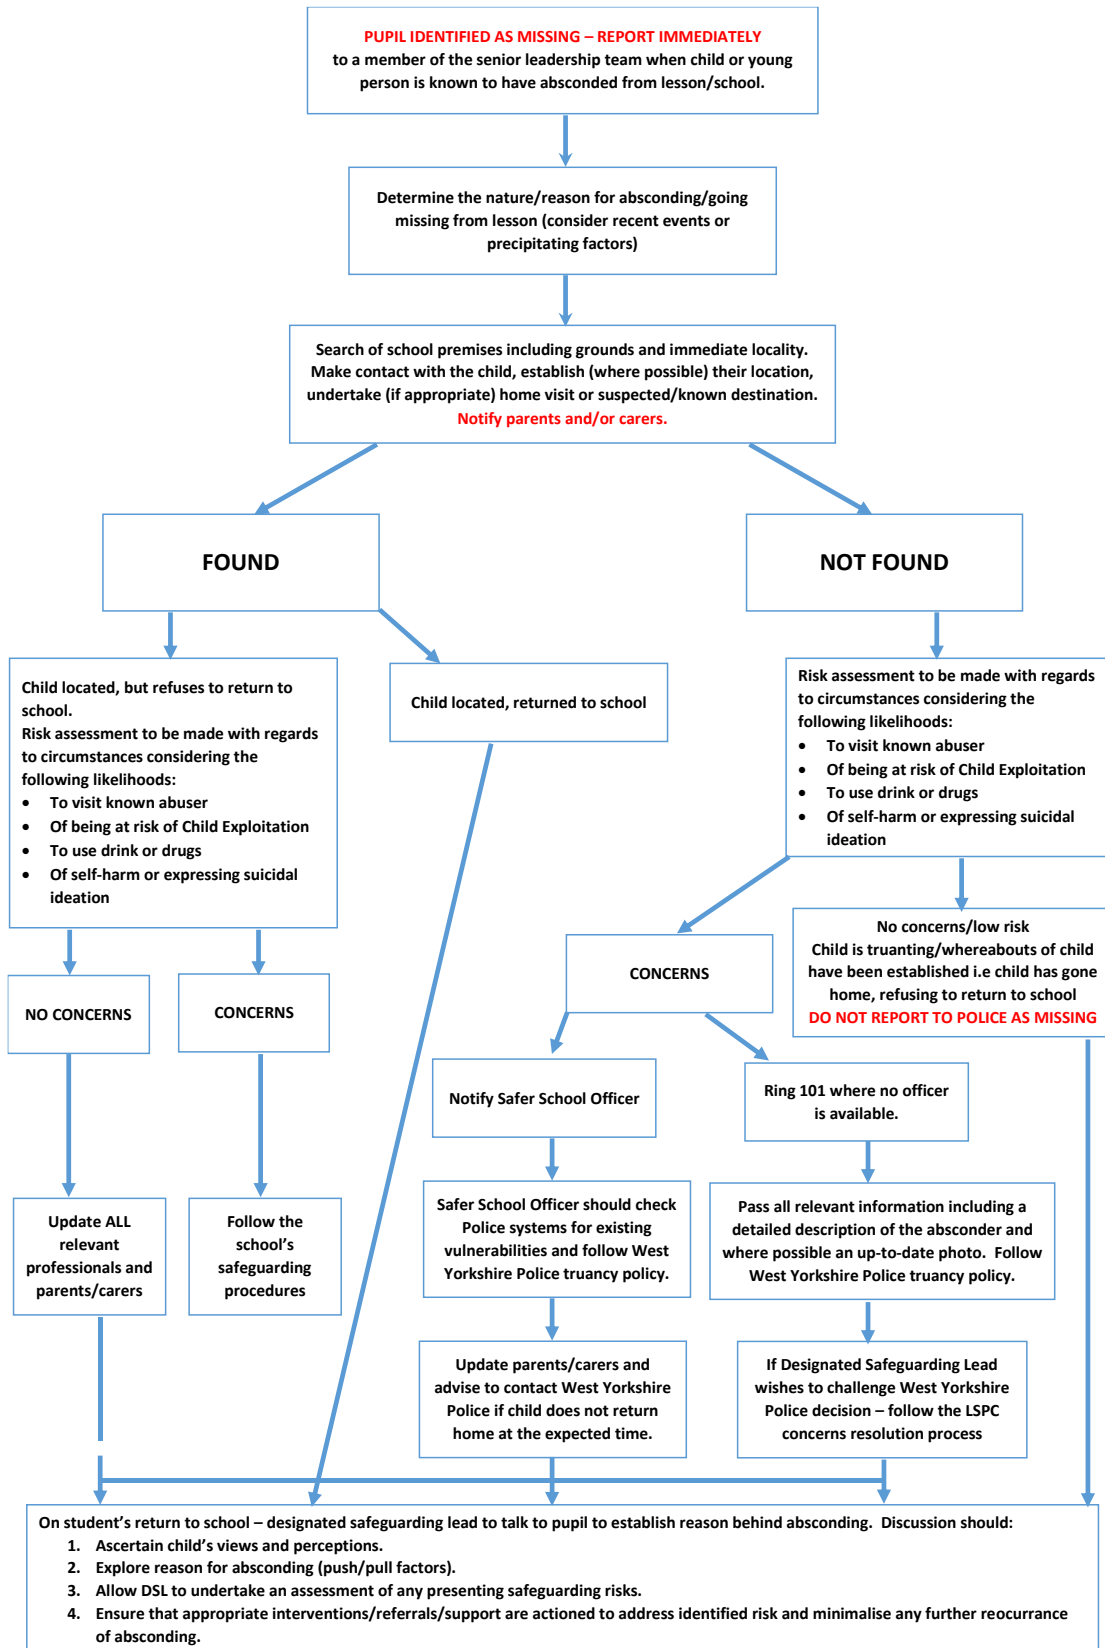 PUPIL IDENTIFIED AS MISSING – REPORT IMMEDIATELY
to a member of the senior leadership team when child or young
person is known to have absconded from lesson/school.
Determine the nature/reason for absconding/going
missing from lesson (consider recent events or
precipitating factors)
Search of school premises including grounds and immediate locality.
Make contact with the child, establish (where possible) their location,
undertake (if appropriate) home visit or suspected/known destination.
Notify parents and/or carers.
FOUND
NOT FOUND
Child located, but refuses to return to
school.
Risk assessment to be made with regards
to circumstances considering the
following likelihoods:
• To visit known abuser
• Of being at risk of Child Exploitation
• To use drink or drugs
• Of self-harm or expressing suicidal
ideation
Child located, returned to school
Risk assessment to be made with regards
to circumstances considering the
following likelihoods:
• To visit known abuser
• Of being at risk of Child Exploitation
• To use drink or drugs
• Of self-harm or expressing suicidal
ideation
NO CONCERNS
CONCERNS
CONCERNS
No concerns/low risk
Child is truanting/whereabouts of child
have been established i.e child has gone
home, refusing to return to school
DO NOT REPORT TO POLICE AS MISSING
Notify Safer School Officer
Ring 101 where no officer
is available.
Update ALL
relevant
professionals and
parents/carers
Follow the
school’s
safeguarding
procedures
Safer School Officer should check
Police systems for existing
vulnerabilities and follow West
Yorkshire Police truancy policy.
Pass all relevant information including a
detailed description of the absconder and
where possible an up-to-date photo.  Follow
West Yorkshire Police truancy policy.
Update parents/carers and
advise to contact West Yorkshire
Police if child does not return
home at the expected time.
If Designated Safeguarding Lead
wishes to challenge West Yorkshire
Police decision – follow the LSPC
concerns resolution process
On student’s return to school – designated safeguarding lead to talk to pupil to establish reason behind absconding.  Discussion should:
1. Ascertain child’s views and perceptions.
2. Explore reason for absconding (push/pull factors).
3. Allow DSL to undertake an assessment of any presenting safeguarding risks.
4. Ensure that appropriate interventions/referrals/support are actioned to address identified risk and minimalise any further reocurrance
of absconding.